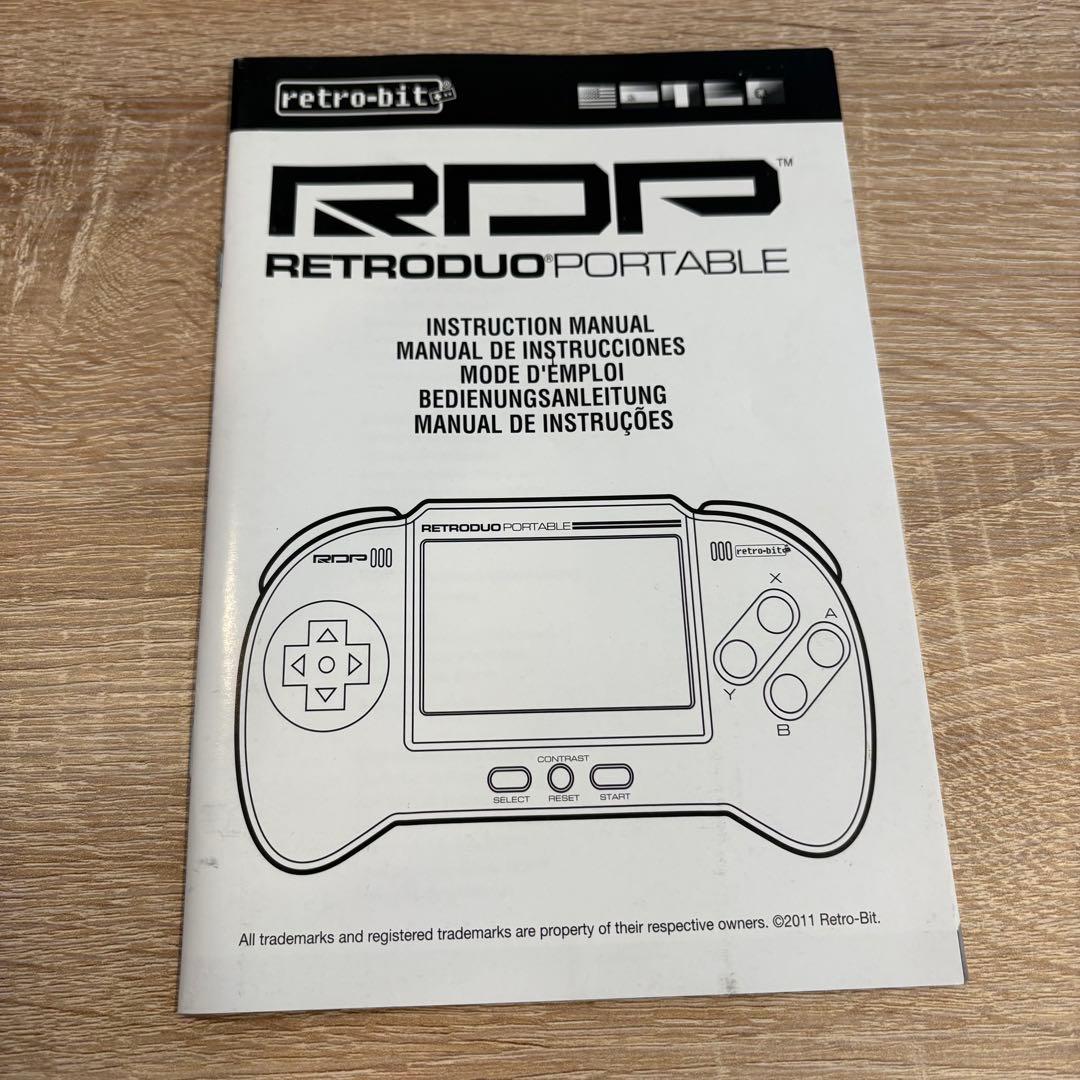 retro-bit
RDP™
RETRODUO®PORTABLE
INSTRUCTION MANUAL
MANUAL DE INSTRUCCIONES
MODE D'EMPLOI
BEDIENUNGSANLEITUNG
MANUAL DE INSTRUÇÕES
RETRODUO PORTABLE
RDP
retro-bit
X
A
Y
B
CONTRAST
SELECT RESET START
All trademarks and registered trademarks are property of their respective owners. ©2011 Retro-Bit.